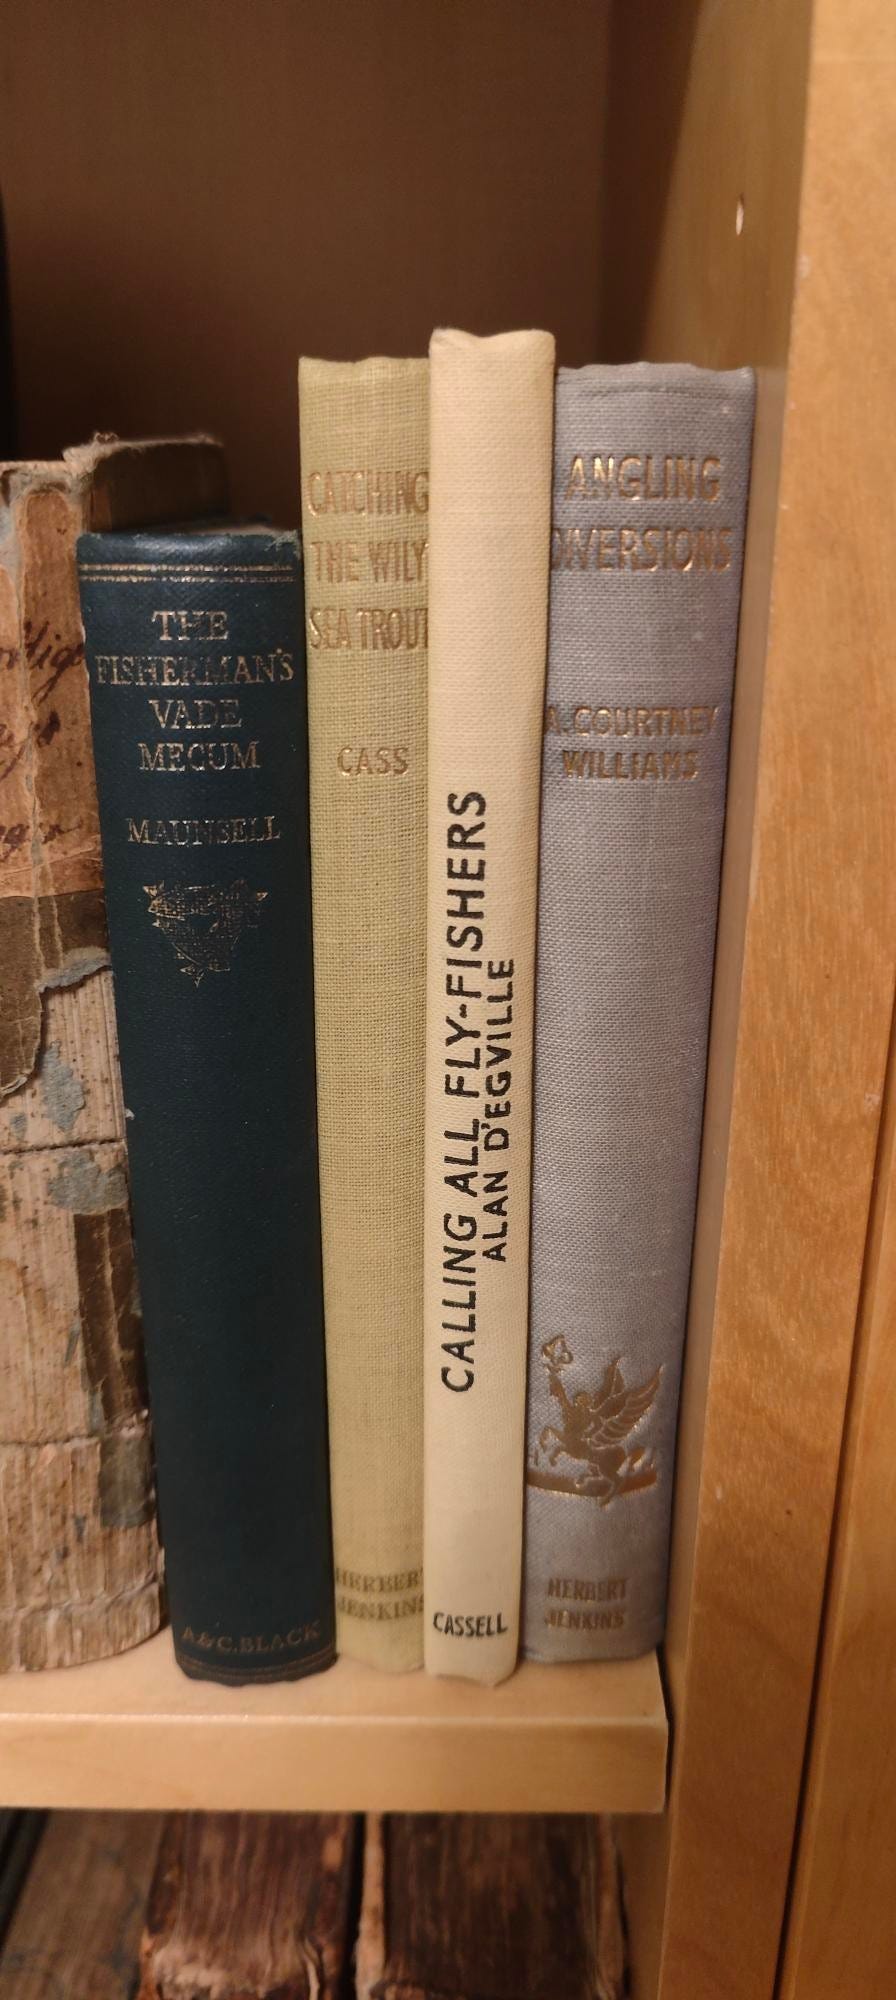 THE
FISHERMAN'S
VADE
MECUM
MAUNSELL
A & C. BLACK
CATCHING
THE WILY
SEA TROUT
CASS
HERBERT
JENKINS
CALLING ALL FLY-FISHERS
ALAN D'EGVILLE
CASSELL
ANGLING
DIVERSIONS
A. COURTNEY
WILLIAMS
HERBERT
JENKINS